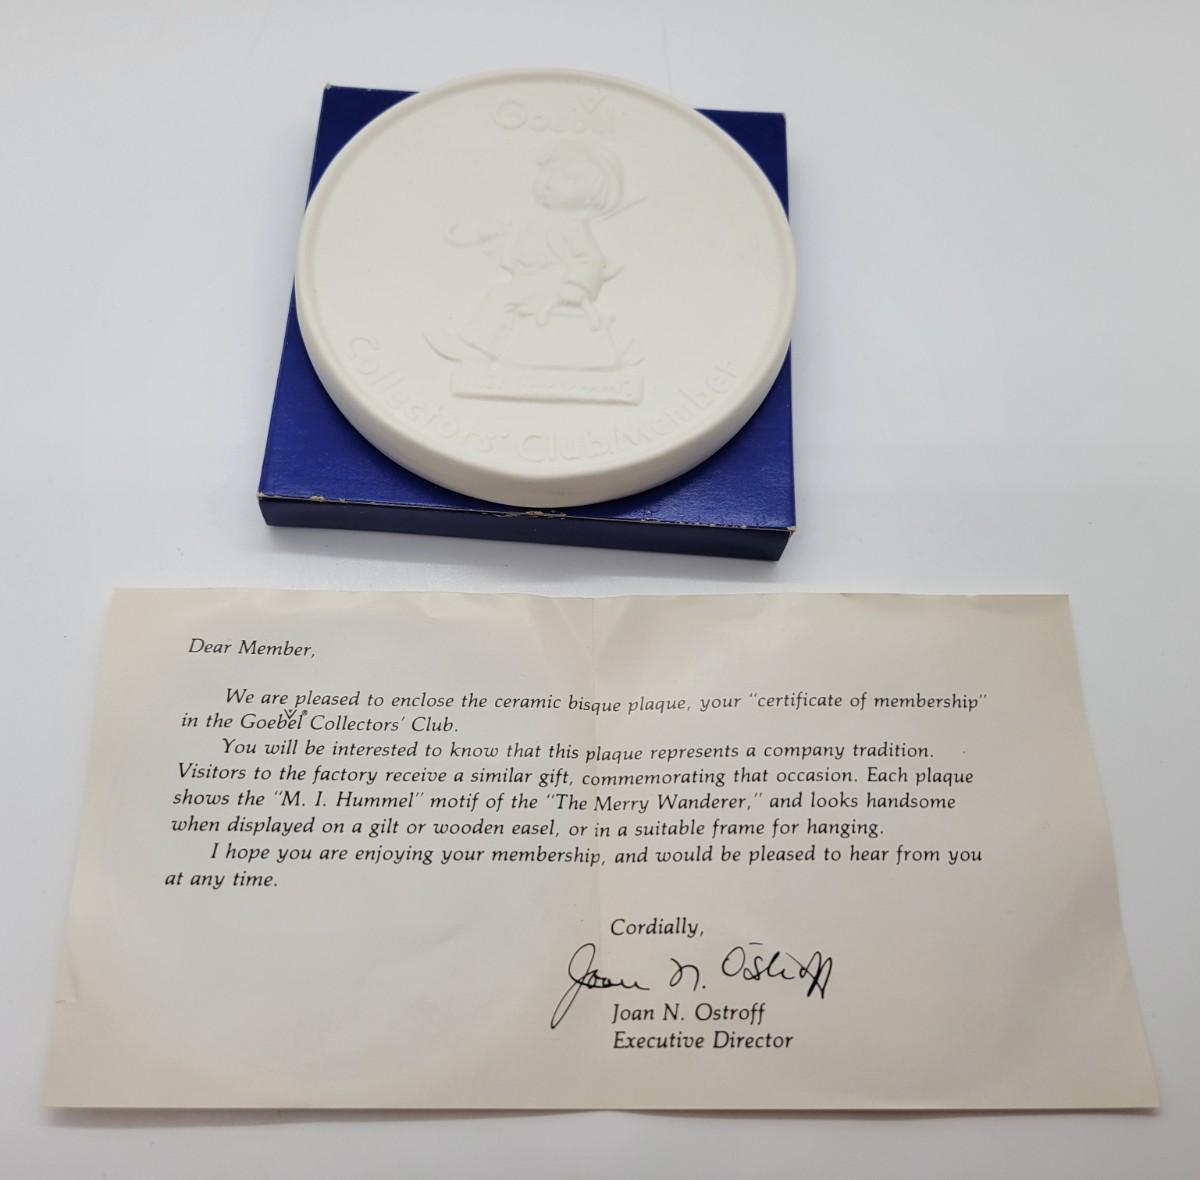 Goebel
Collectors' Club/Member
Dear Member,
We are pleased to enclose the ceramic bisque plaque, your "certificate of membership"
in the Goebel® Collectors' Club.
You will be interested to know that this plaque represents a company tradition.
Visitors to the factory receive a similar gift, commemorating that occasion. Each plaque
shows the "M. I. Hummel" motif of the "The Merry Wanderer," and looks handsome
when displayed on a gilt or wooden easel, or in a suitable frame for hanging.
I hope you are enjoying your membership, and would be pleased to hear from you
at any time.
Cordially,
Joan N. Ostroff
Joan N. Ostroff
Executive Director